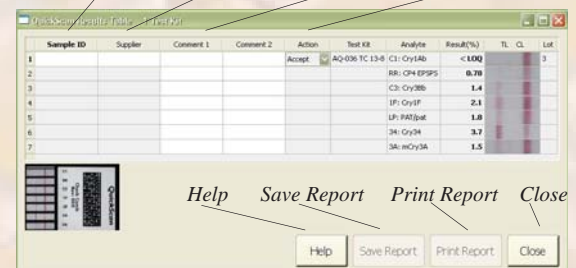 QuickScan Results Table - 1 Test Kit
Sample ID Supplier Comment 1 Comment 2 Action Test Kit Analyte Result(%) TL CL Lot
1 Accept AQ-036 TC 13-8 C1: Cry1Ab <LOQ 3
2 RR: CP4 EPSPS 0.70
3 C3: Cry3Bb 1.4
4 1F: Cry1F 2.1
5 LP: PAT/pat 1.8
6 34: Cry34 3.7
7 3A: mCry3A 1.5
QuickScan
Help Save Report Print Report Close
Help Save Report Print Report Close